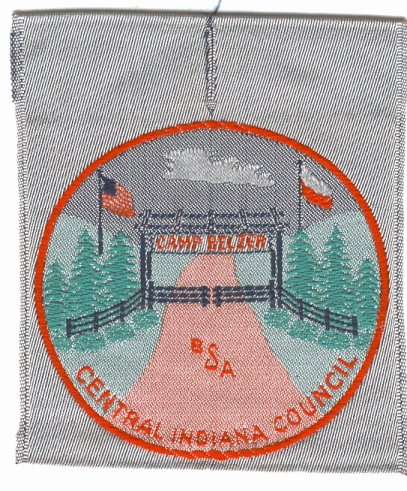 CAMP BELZER
BSA
CENTRAL INDIANA COUNCIL